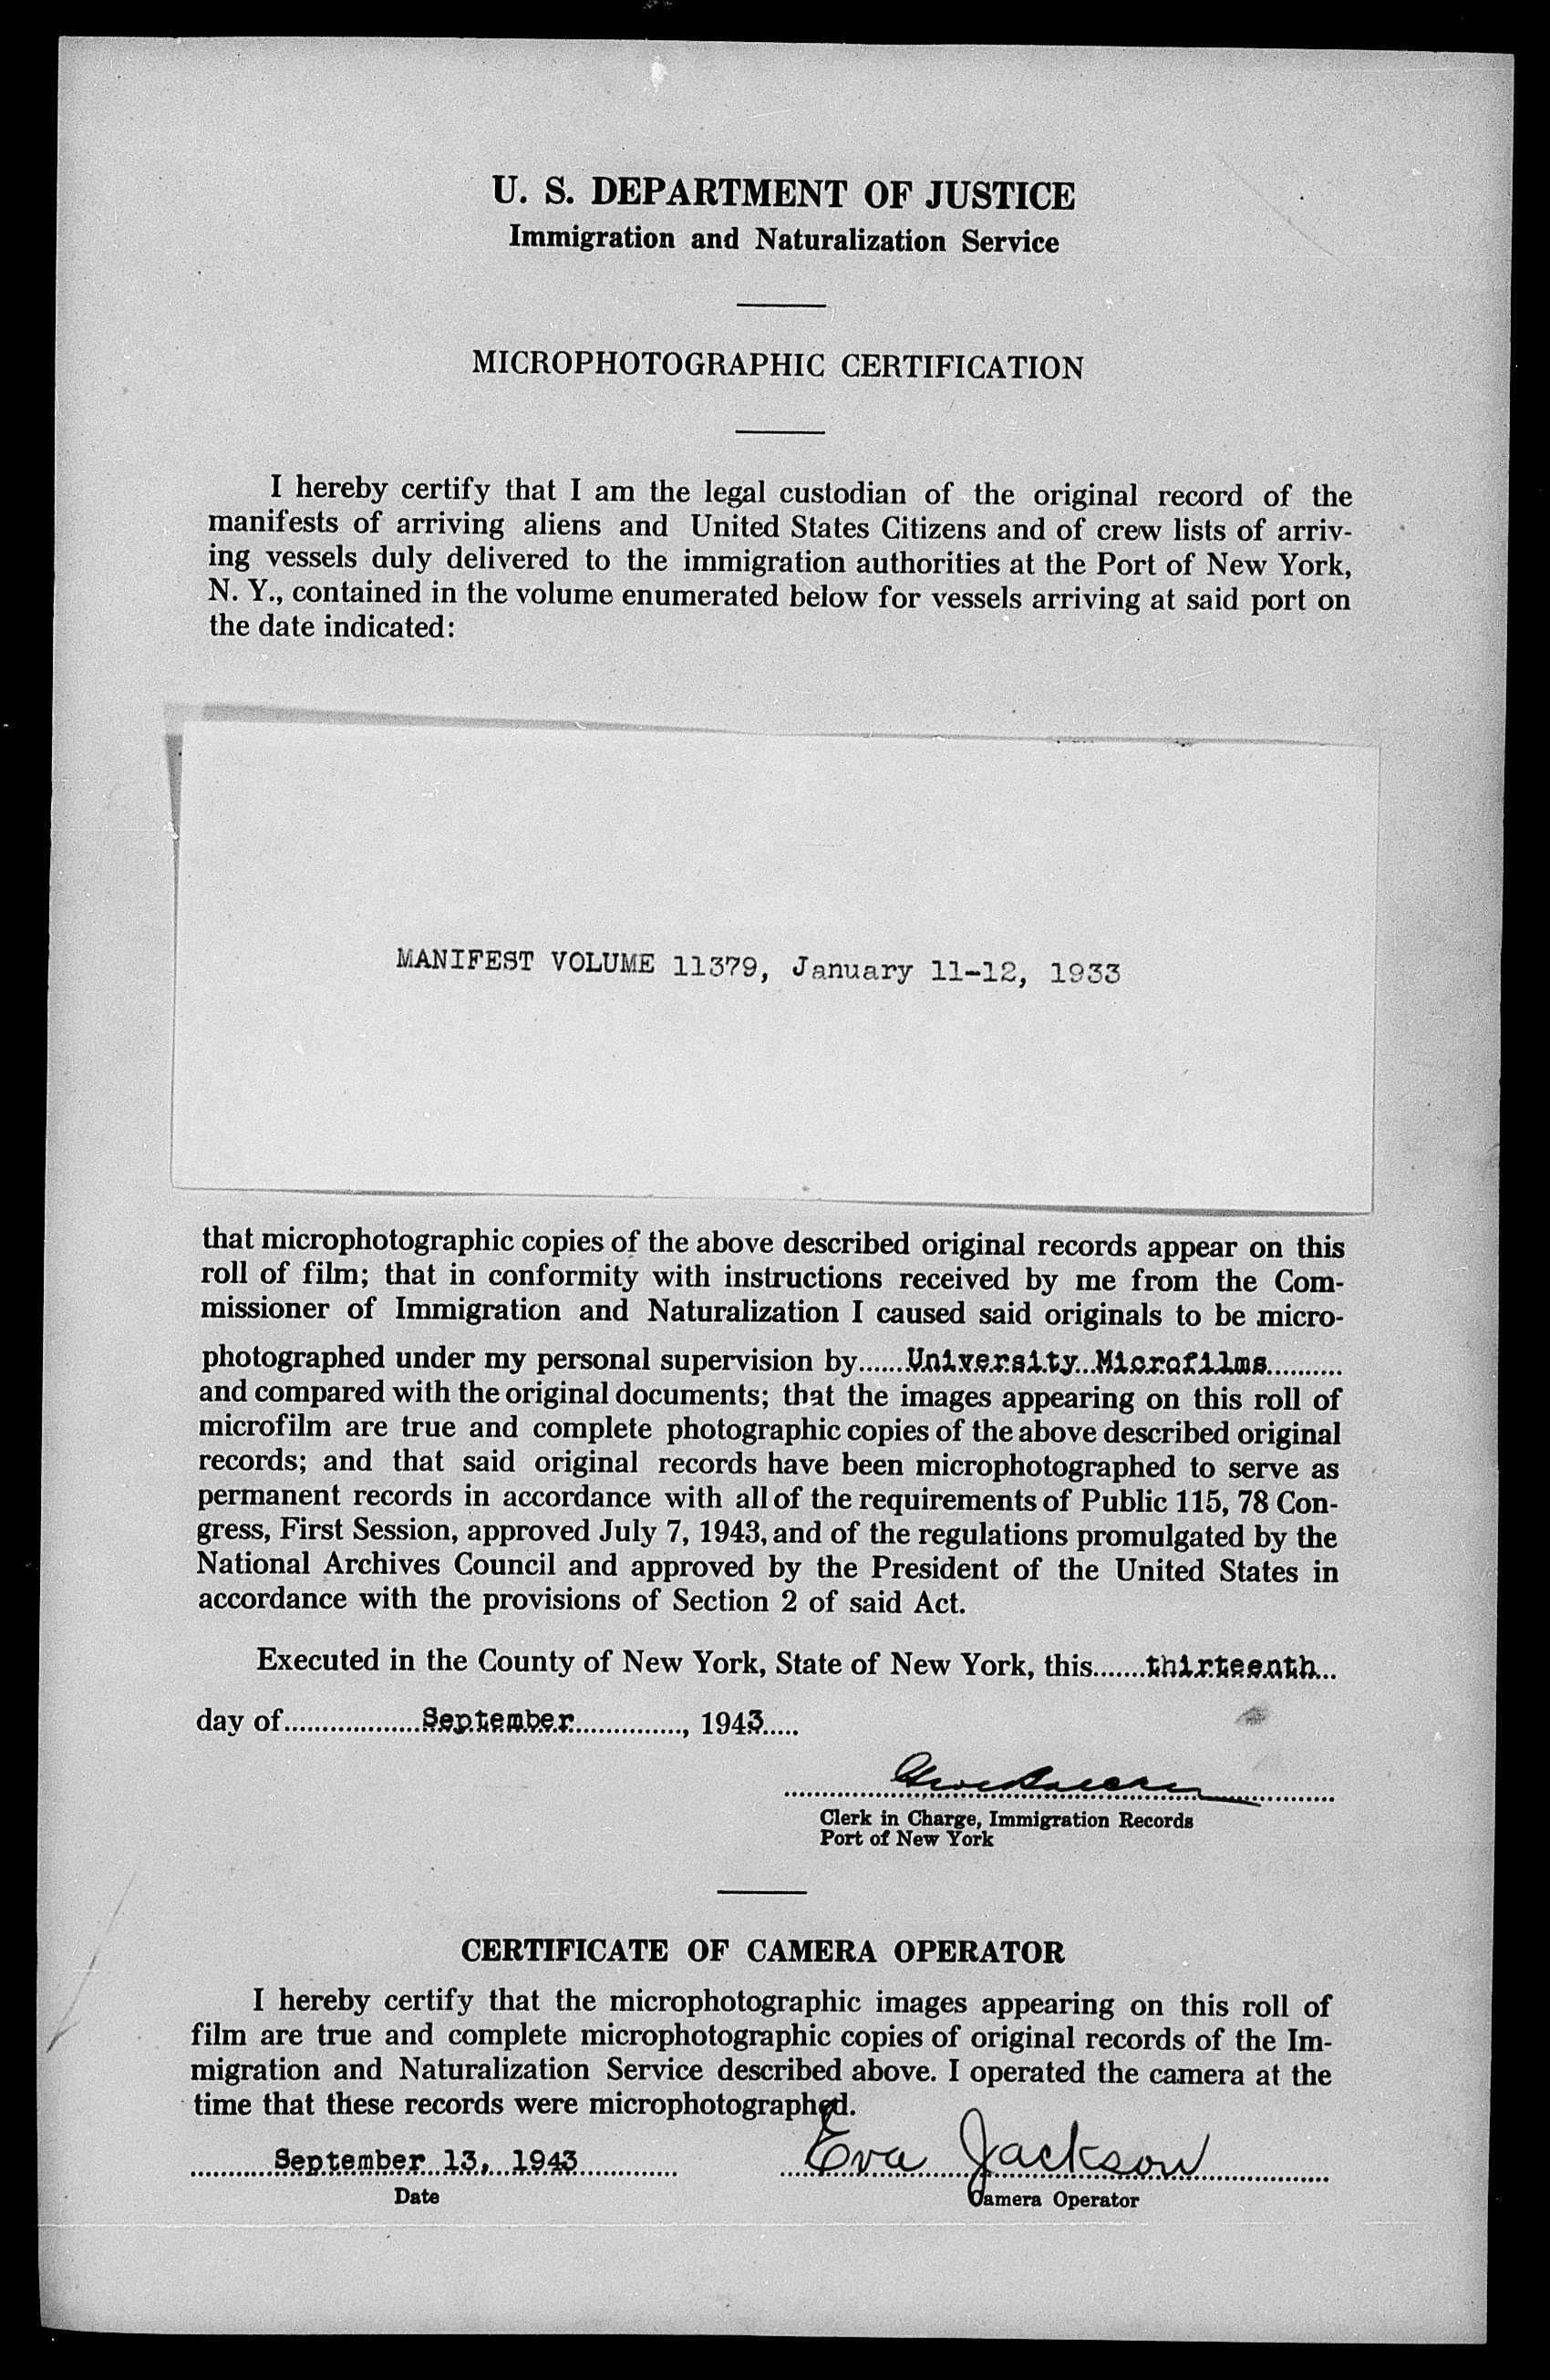 U. S. DEPARTMENT OF JUSTICE
Immigration and Naturalization Service
MICROPHOTOGRAPHIC CERTIFICATION
I hereby certify that I am the legal custodian of the original record of the
manifests of arriving aliens and United States Citizens and of crew lists of arriv-
ing vessels duly delivered to the immigration authorities at the Port of New York,
N. Y., contained in the volume enumerated below for vessels arriving at said port on
the date indicated:
MANIFEST VOLUME 11379, January 11-12, 1933
that microphotographic copies of the above described original records appear on this
roll of film; that in conformity with instructions received by me from the Com-
missioner of Immigration and Naturalization I caused said originals to be micro-
photographed under my personal supervision by......University Microfilms..........
and compared with the original documents; that the images appearing on this roll of
microfilm are true and complete photographic copies of the above described original
records; and that said original records have been microphotographed to serve as
permanent records in accordance with all of the requirements of Public 115, 78 Con-
gress, First Session, approved July 7, 1943, and of the regulations promulgated by the
National Archives Council and approved by the President of the United States in
accordance with the provisions of Section 2 of said Act.
Executed in the County of New York, State of New York, this.......thirteenth...
day of..................September..............., 1943.....
Clerk in Charge, Immigration Records
Port of New York
CERTIFICATE OF CAMERA OPERATOR
I hereby certify that the microphotographic images appearing on this roll of
film are true and complete microphotographic copies of original records of the Im-
migration and Naturalization Service described above. I operated the camera at the
time that these records were microphotographed.
September 13, 1943 Eva Jackson
Date Camera Operator